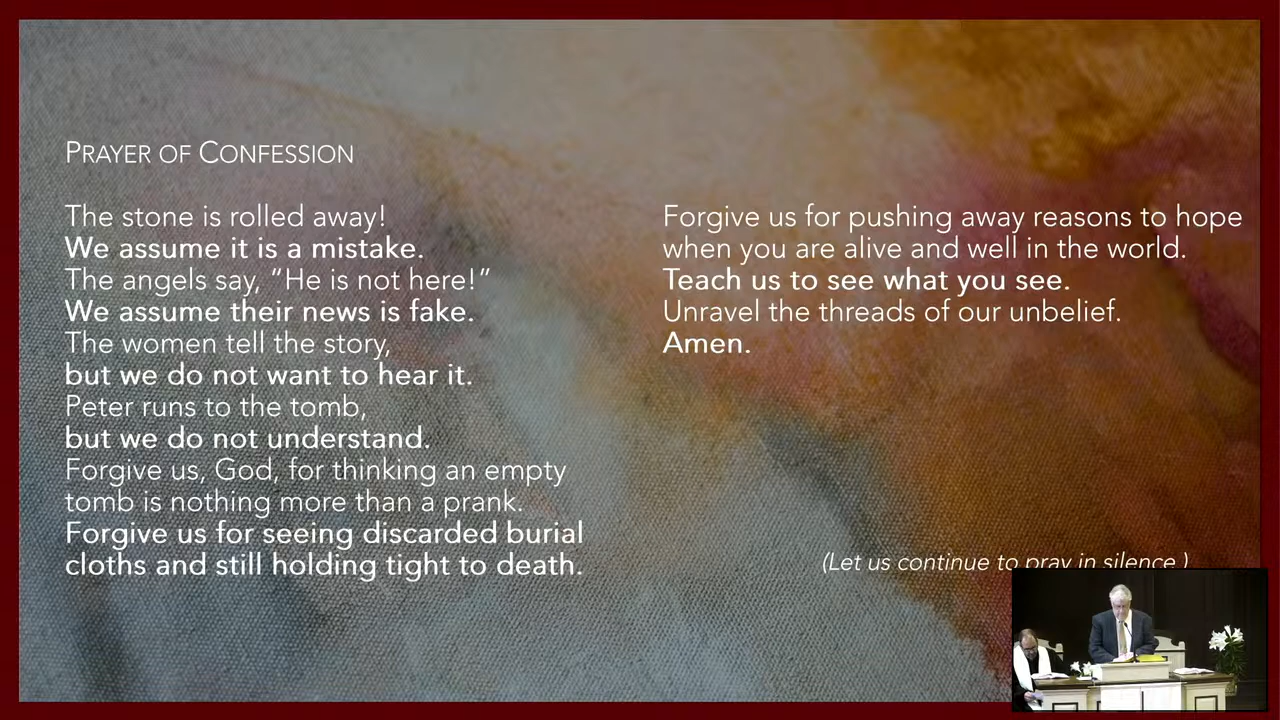 PRAYER OF CONFESSION
The stone is rolled away!
We assume it is a mistake.
The angels say, “He is not here!”
We assume their news is fake.
The women tell the story,
but we do not want to hear it.
Peter runs to the tomb,
but we do not understand.
Forgive us, God, for thinking an empty
tomb is nothing more than a prank.
Forgive us for seeing discarded burial
cloths and still holding tight to death.
Forgive us for pushing away reasons to hope
when you are alive and well in the world.
Teach us to see what you see.
Unravel the threads of our unbelief.
Amen.
(Let us continue to pray in silence.)